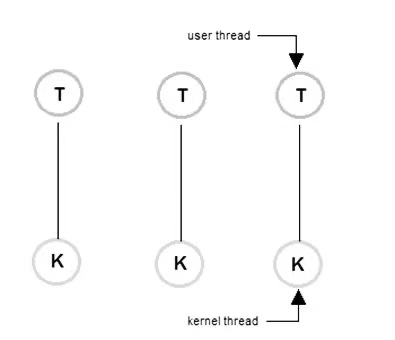 user thread
T T T
K K K
kernel thread